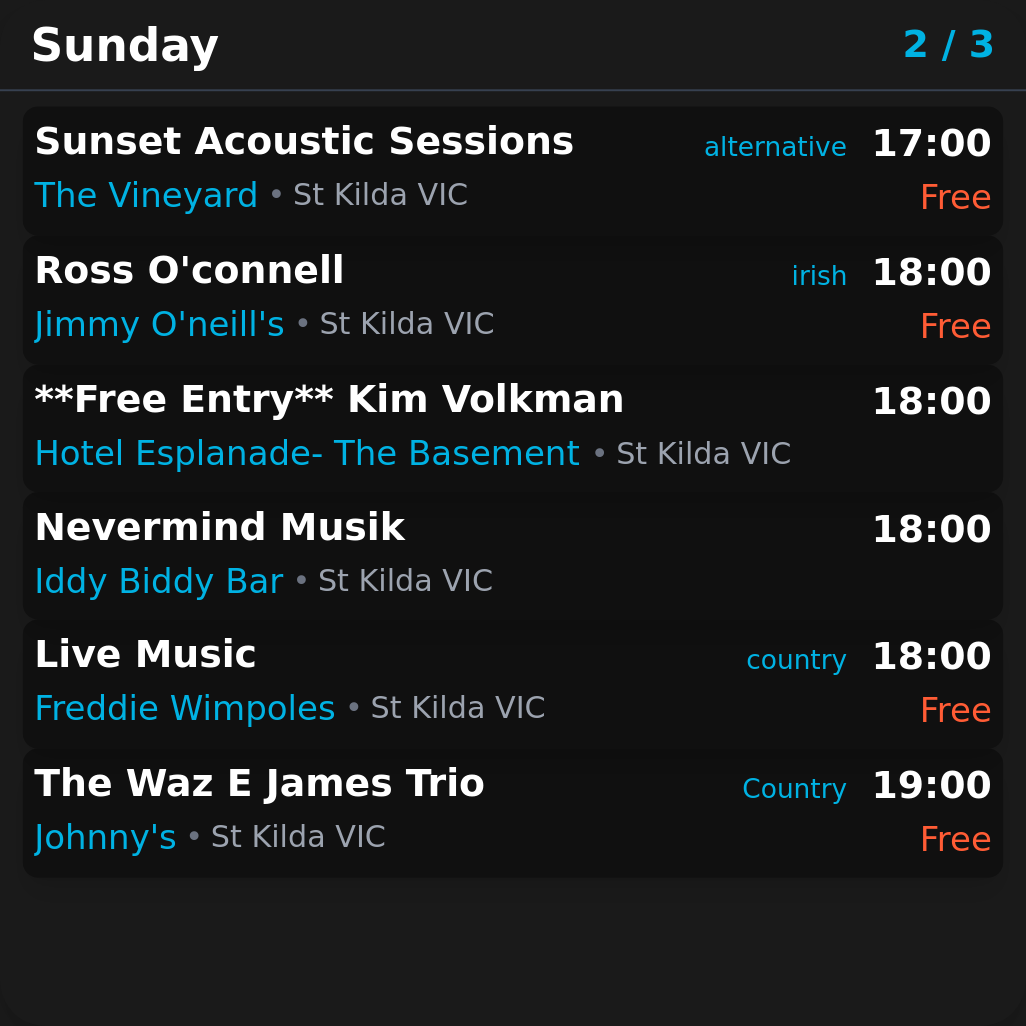 Sunday 2 / 3
Sunset Acoustic Sessions alternative 17:00
The Vineyard • St Kilda VIC Free
Ross O'connell irish 18:00
Jimmy O'neill's • St Kilda VIC Free
**Free Entry** Kim Volkman 18:00
Hotel Esplanade- The Basement • St Kilda VIC
Nevermind Musik 18:00
Iddy Biddy Bar • St Kilda VIC
Live Music country 18:00
Freddie Wimpoles • St Kilda VIC Free
The Waz E James Trio Country 19:00
Johnny's • St Kilda VIC Free